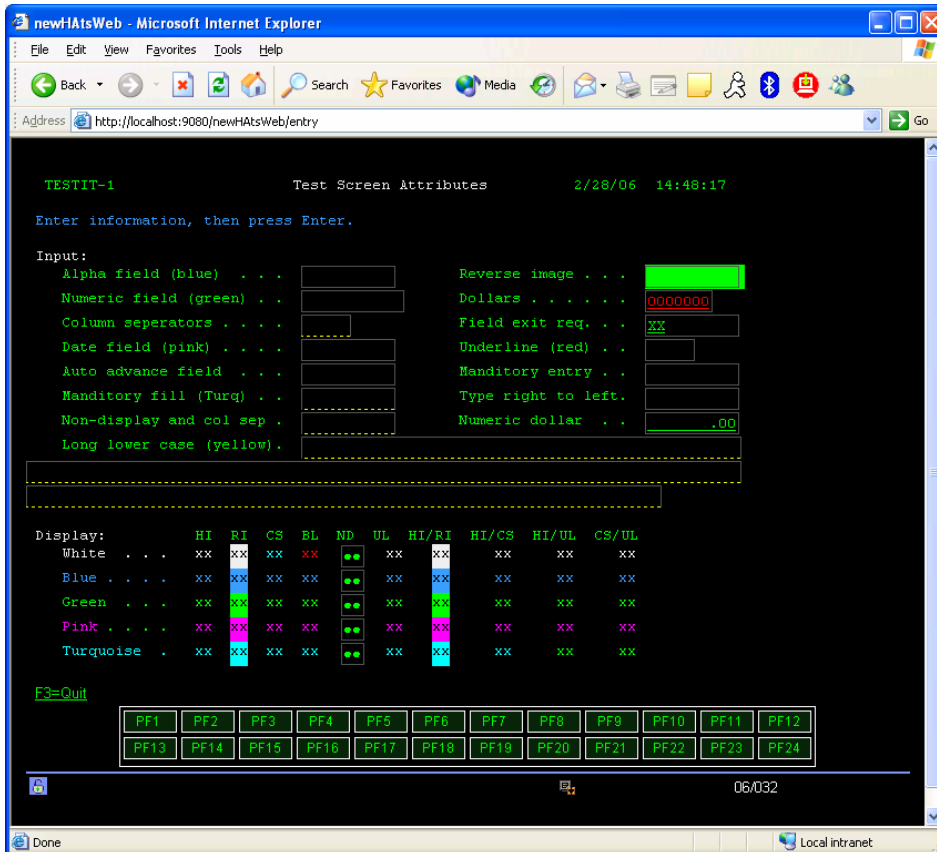 newHAtsWeb - Microsoft Internet Explorer
File Edit View Favorites Tools Help
Back Search Favorites Media
Address http://localhost:9080/newHAtsWeb/entry Go
TESTIT-1 Test Screen Attributes 2/28/06 14:48:17
Enter information, then press Enter.
Input:
Alpha field (blue) . . . Reverse image . . .
Numeric field (green) . . Dollars . . . . . . 0000000
Column seperators . . . . Field exit req. . . XX
Date field (pink) . . . . Underline (red) . .
Auto advance field . . . Manditory entry . .
Manditory fill (Turq) . . Type right to left.
Non-display and col sep . Numeric dollar . . .00
Long lower case (yellow).
Display: HI RI CS BL ND UL HI/RI HI/CS HI/UL CS/UL
White . . . xx xx xx xx •• xx xx xx xx xx
Blue . . . . xx xx xx xx •• xx xx xx xx xx
Green . . . xx xx xx xx •• xx xx xx xx xx
Pink . . . . xx xx xx xx •• xx xx xx xx xx
Turquoise . xx xx xx xx •• xx xx xx xx xx
F3=Quit
PF1 PF2 PF3 PF4 PF5 PF6 PF7 PF8 PF9 PF10 PF11 PF12
PF13 PF14 PF15 PF16 PF17 PF18 PF19 PF20 PF21 PF22 PF23 PF24
06/032
Done Local intranet